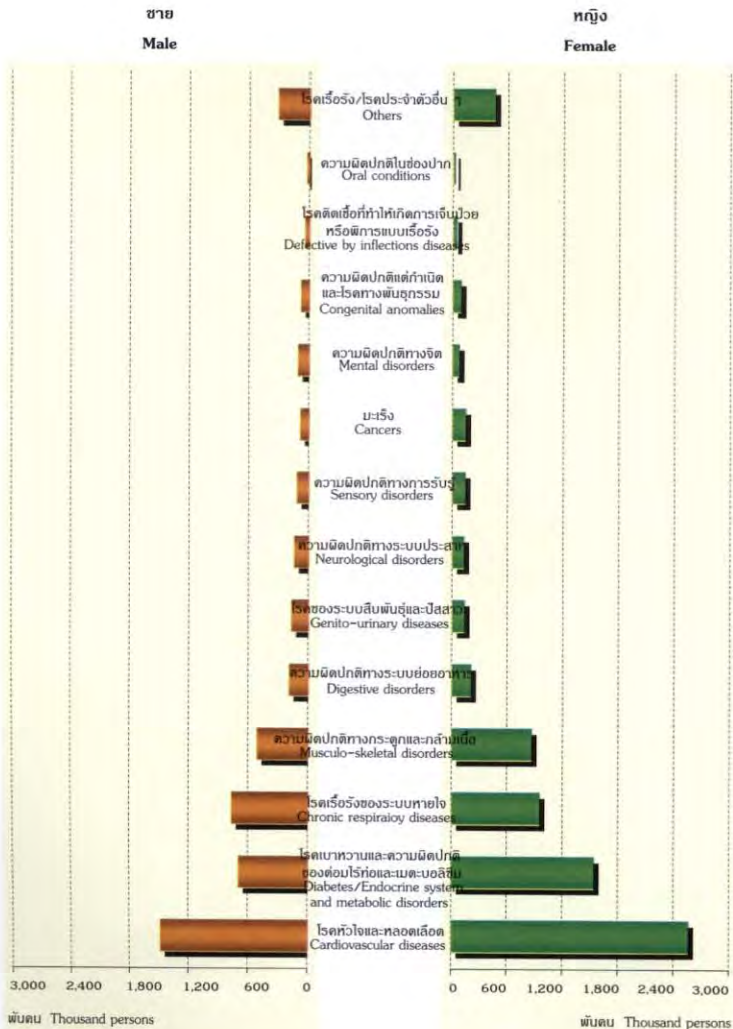 ชาย
Male
หญิง
Female
โรคเรื้อรัง/โรคประจำตัวอื่น ๆ
Others
ความผิดปกติในช่องปาก
Oral conditions
โรคติดเชื้อที่ทำให้เกิดการเจ็บป่วย
หรือพิการแบบเรื้อรัง
Defective by inflections diseases
ความผิดปกติแต่กำเนิด
และโรคทางพันธุกรรม
Congenital anomalies
ความผิดปกติทางจิต
Mental disorders
มะเร็ง
Cancers
ความผิดปกติทางการรับรู้
Sensory disorders
ความผิดปกติทางระบบประสาท
Neurological disorders
โรคของระบบสืบพันธุ์และปัสสาวะ
Genito-urinary diseases
ความผิดปกติทางระบบย่อยอาหาร
Digestive disorders
ความผิดปกติทางกระดูกและกล้ามเนื้อ
Musculo-skeletal disorders
โรคเรื้อรังของระบบหายใจ
Chronic respiraioy diseases
โรคเบาหวานและความผิดปกติ
ของต่อมไร้ท่อและเมตะบอลิซึม
Diabetes/Endocrine system
and metabolic disorders
โรคหัวใจและหลอดเลือด
Cardiovascular diseases
3,000 2,400 1,800 1,200 600 0
0 600 1,200 1,800 2,400 3,000
พันคน Thousand persons
พันคน Thousand persons